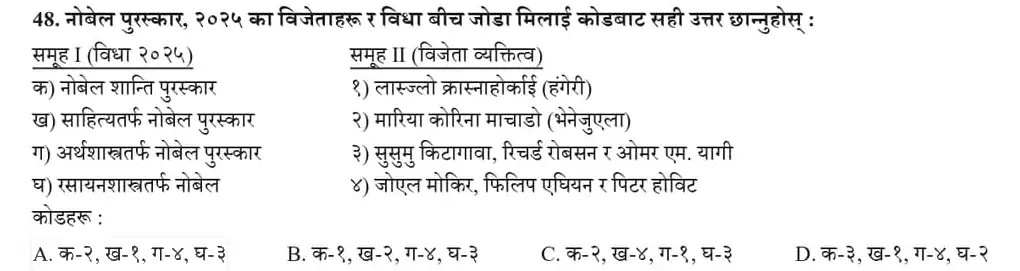 48. नोबेल पुरस्कार, २०२५ का विजेताहरू र विधा बीच जोडा मिलाई कोडबाट सही उत्तर छान्नुहोस् :
समूह I (विधा २०२५) समूह II (विजेता व्यक्तित्व)
क) नोबेल शान्ति पुरस्कार १) लास्ज्लो क्रास्नाहोर्काई (हंगेरी)
ख) साहित्यतर्फ नोबेल पुरस्कार २) मारिया कोरिना माचाडो (भेनेजुएला)
ग) अर्थशास्त्रतर्फ नोबेल पुरस्कार ३) सुसुमु किटागावा, रिचर्ड रोबसन र ओमर एम. यागी
घ) रसायनशास्त्रतर्फ नोबेल ४) जोएल मोकिर, फिलिप एघियन र पिटर होविट
कोडहरू :
A. क-२, ख-१, ग-४, घ-३ B. क-१, ख-२, ग-४, घ-३ C. क-२, ख-४, ग-१, घ-३ D. क-३, ख-१, ग-४, घ-२